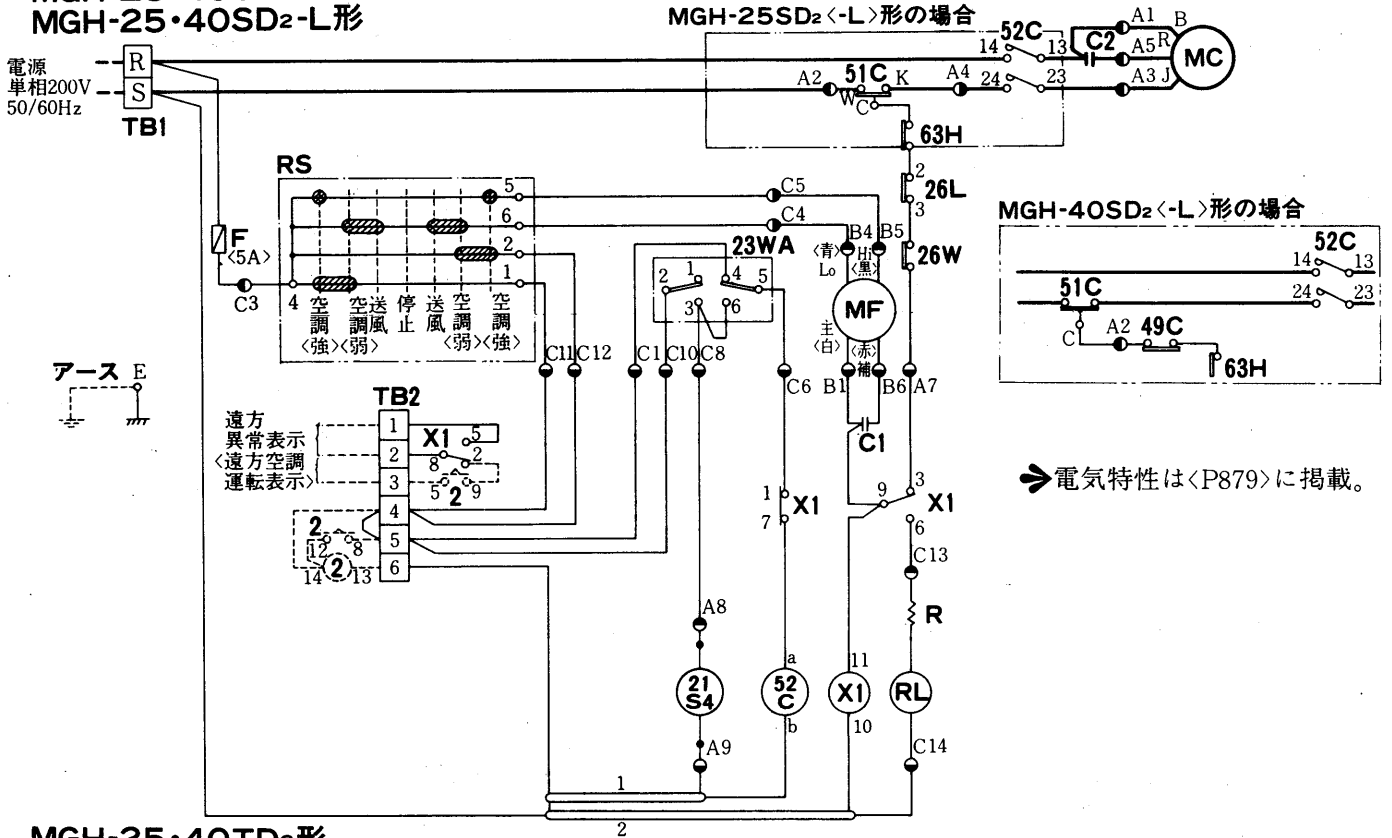 MGH-25・40SD2-L形
MGH-25SD2〈-L〉形の場合
電源
単相200V
50/60Hz
R
S
TB1
A2
51C
W
K
C
A4
52C
14
13
24
23
C2
A1
A5
A3
B
R
J
MC
63H
2
26L
3
26W
RS
5
6
2
1
4
空調〈強〉
空調〈弱〉
送風
停止
送風
空調〈弱〉
空調〈強〉
F
〈5A〉
C3
C5
C4
23WA
1
2
3
4
5
6
B4
B5
〈青〉
Lo
Hi
〈黒〉
MF
主
〈白〉
〈赤〉
補
B1
B6
A7
C1
C11
C12
C1
C10
C8
C6
MGH-40SD2〈-L〉形の場合
52C
14
13
24
23
51C
C
A2
49C
63H
アース E
TB2
遠方
異常表示
〈遠方空調
運転表示〉
1
2
3
4
5
6
X1
5
8
2
5
2
9
2
12
8
14
2
13
1
7
X1
9
3
X1
6
C13
R
➔電気特性は〈P879〉に掲載。
A8
21
S4
A9
a
52
C
b
11
X1
10
RL
C14
1
2
MGH-25・40TD2形